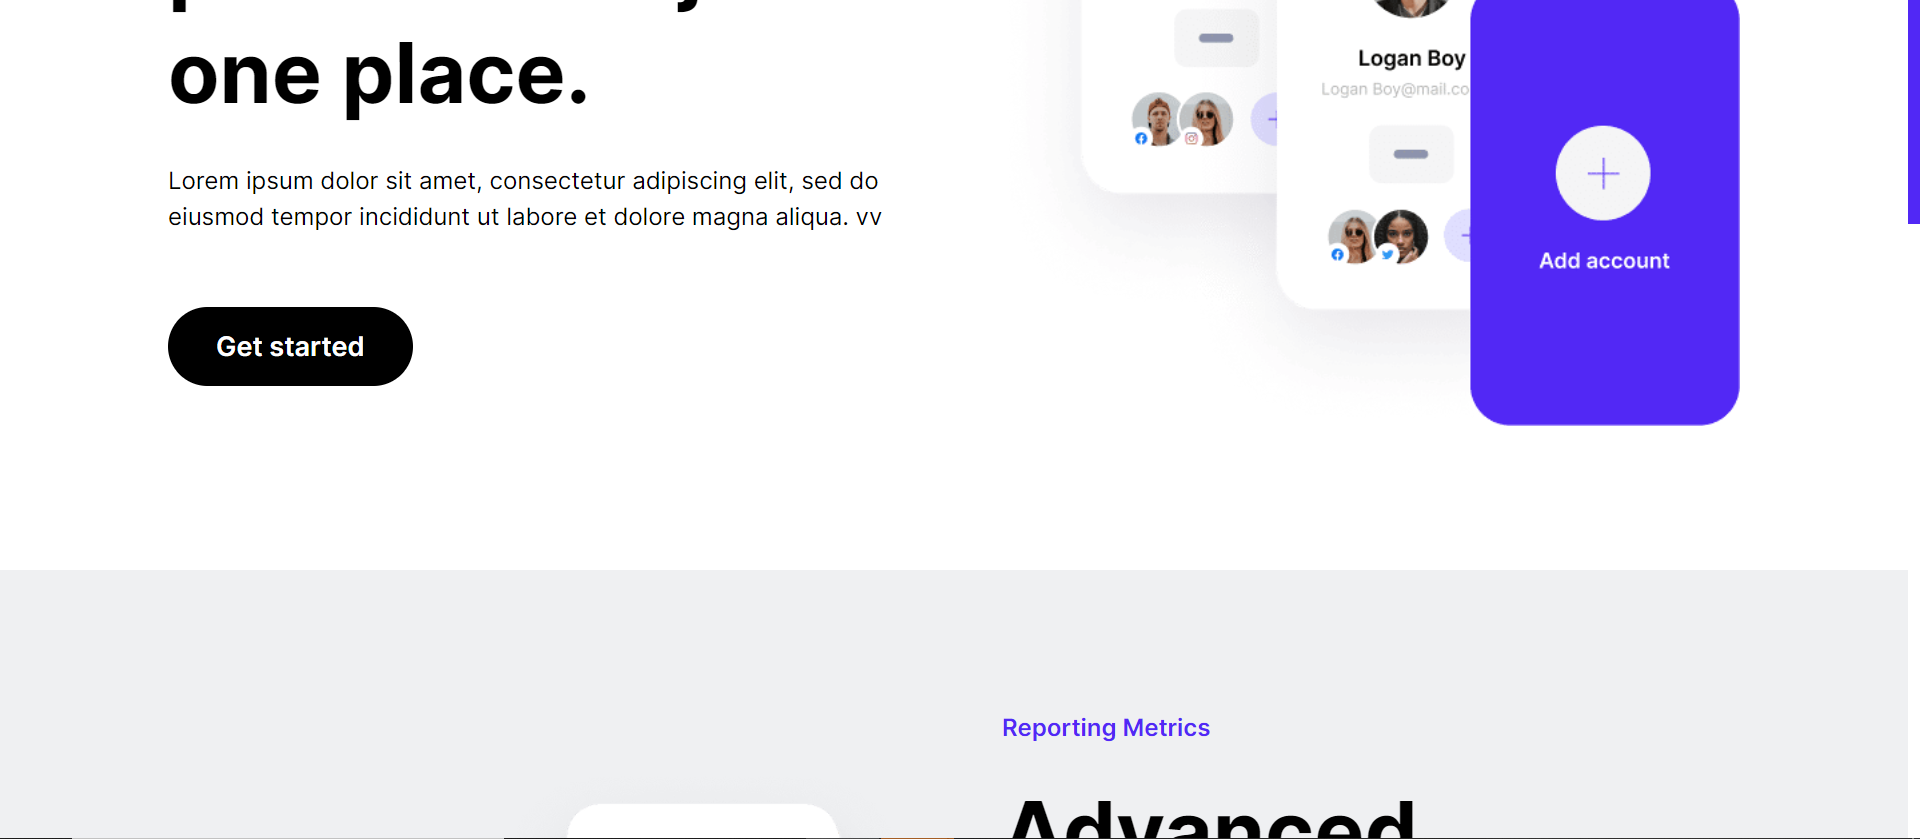 one place.
Lorem ipsum dolor sit amet, consectetur adipiscing elit, sed do
eiusmod tempor incididunt ut labore et dolore magna aliqua. vv
Get started
Logan Boy
Logan Boy@mail.co
Add account
Reporting Metrics
Advanced